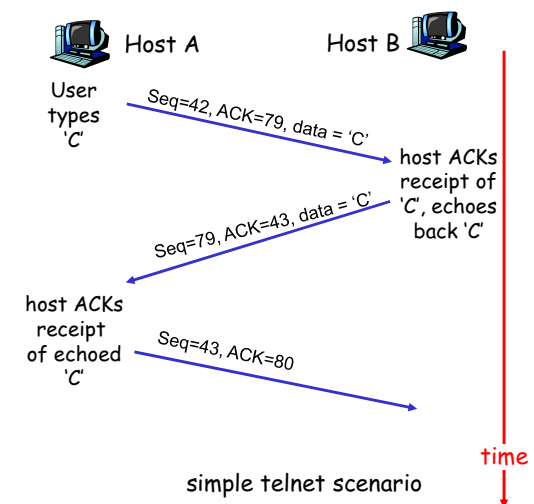 Host A
Host B
User
types
‘C’
Seq=42, ACK=79, data = ‘C’
host ACKs
receipt of
‘C’, echoes
back ‘C’
Seq=79, ACK=43, data = ‘C’
host ACKs
receipt
of echoed
‘C’
Seq=43, ACK=80
time
simple telnet scenario